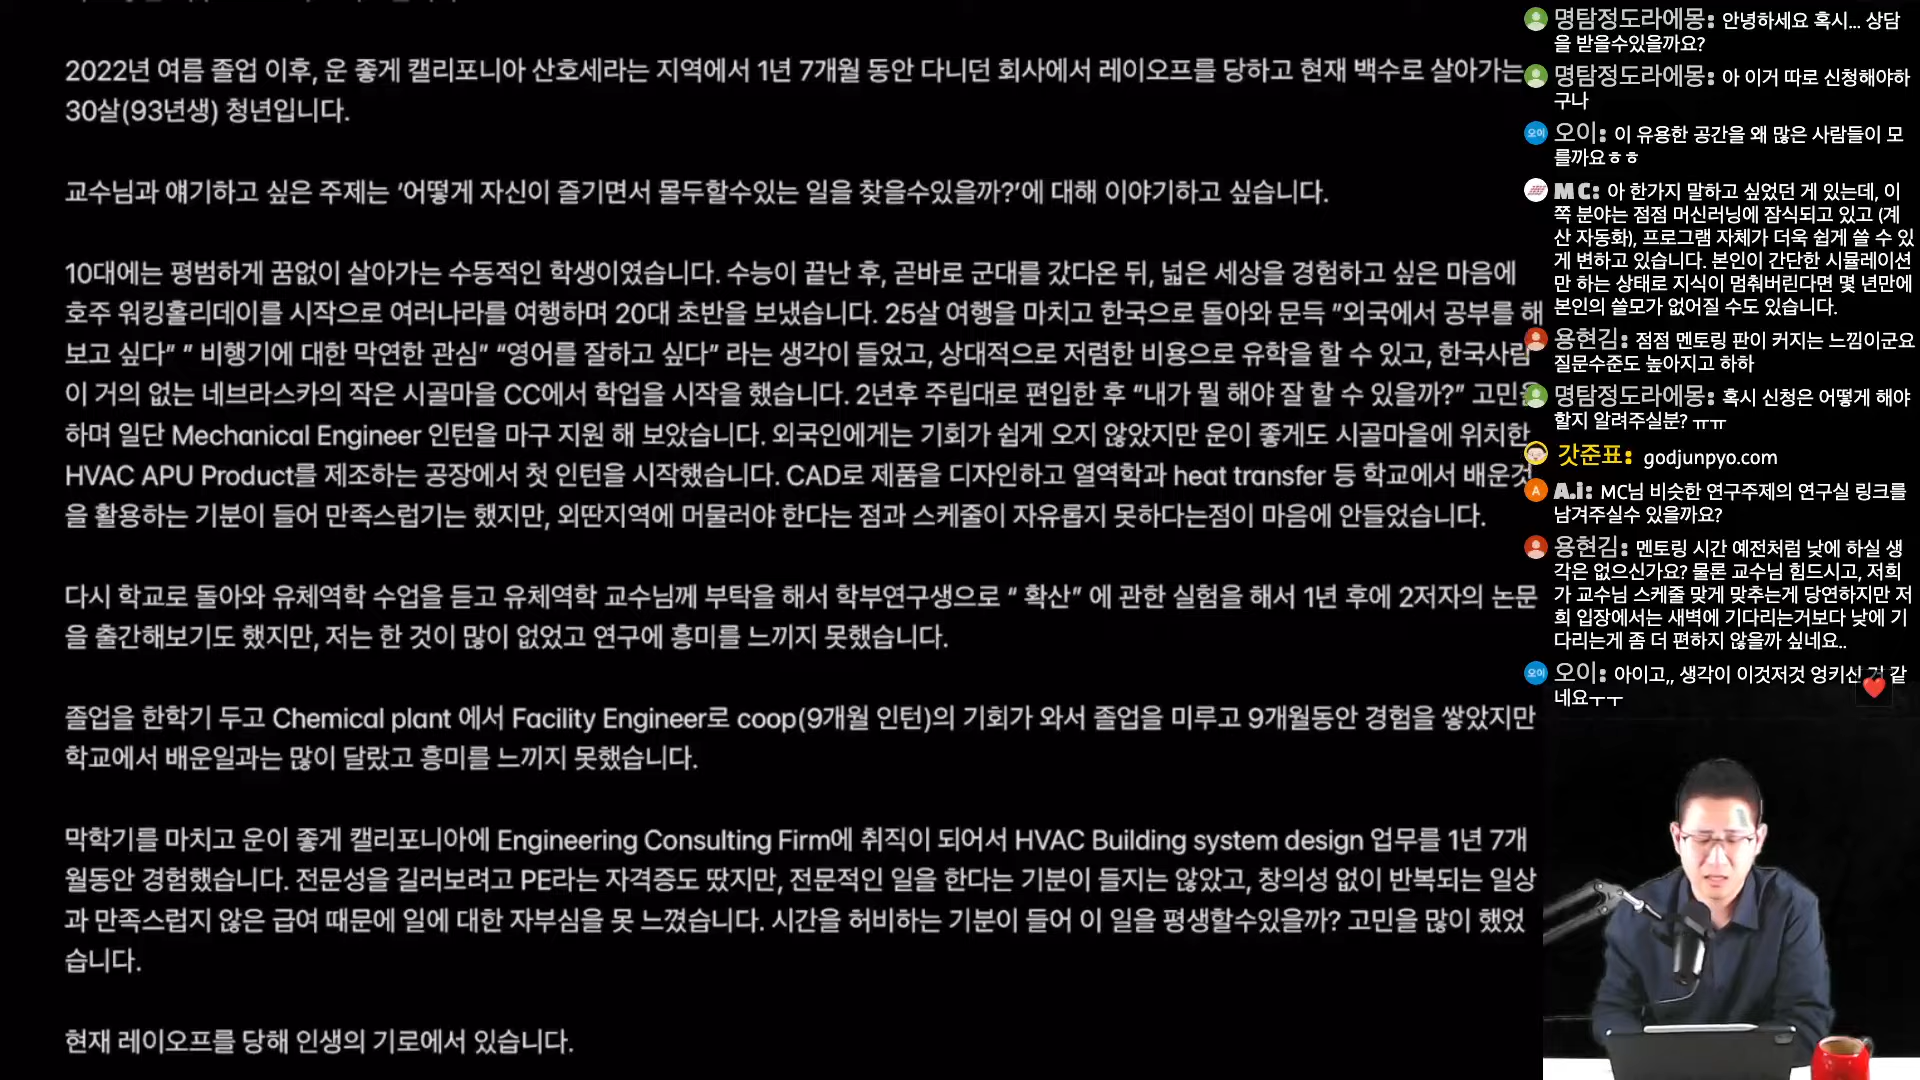 2022년 여름 졸업 이후, 운 좋게 캘리포니아 산호세라는 지역에서 1년 7개월 동안 다니던 회사에서 레이오프를 당하고 현재 백수로 살아가는
30살(93년생) 청년입니다.
교수님과 얘기하고 싶은 주제는 ‘어떻게 자신이 즐기면서 몰두할수있는 일을 찾을수있을까?’에 대해 이야기하고 싶습니다.
10대에는 평범하게 꿈없이 살아가는 수동적인 학생이였습니다. 수능이 끝난 후, 곧바로 군대를 갔다온 뒤, 넓은 세상을 경험하고 싶은 마음에
호주 워킹홀리데이를 시작으로 여러나라를 여행하며 20대 초반을 보냈습니다. 25살 여행을 마치고 한국으로 돌아와 문득 ”외국에서 공부를 해
보고 싶다” ” 비행기에 대한 막연한 관심” “영어를 잘하고 싶다” 라는 생각이 들었고, 상대적으로 저렴한 비용으로 유학을 할 수 있고, 한국사람
이 거의 없는 네브라스카의 작은 시골마을 CC에서 학업을 시작을 했습니다. 2년후 주립대로 편입한 후 “내가 뭘 해야 잘 할 수 있을까?” 고민을
하며 일단 Mechanical Engineer 인턴을 마구 지원 해 보았습니다. 외국인에게는 기회가 쉽게 오지 않았지만 운이 좋게도 시골마을에 위치한
HVAC APU Product를 제조하는 공장에서 첫 인턴을 시작했습니다. CAD로 제품을 디자인하고 열역학과 heat transfer 등 학교에서 배운것
을 활용하는 기분이 들어 만족스럽기는 했지만, 외딴지역에 머물러야 한다는 점과 스케줄이 자유롭지 못하다는점이 마음에 안들었습니다.
다시 학교로 돌아와 유체역학 수업을 듣고 유체역학 교수님께 부탁을 해서 학부연구생으로 “ 확산” 에 관한 실험을 해서 1년 후에 2저자의 논문
을 출간해보기도 했지만, 저는 한 것이 많이 없었고 연구에 흥미를 느끼지 못했습니다.
졸업을 한학기 두고 Chemical plant 에서 Facility Engineer로 coop(9개월 인턴)의 기회가 와서 졸업을 미루고 9개월동안 경험을 쌓았지만
학교에서 배운일과는 많이 달랐고 흥미를 느끼지 못했습니다.
막학기를 마치고 운이 좋게 캘리포니아에 Engineering Consulting Firm에 취직이 되어서 HVAC Building system design 업무를 1년 7개
월동안 경험했습니다. 전문성을 길러보려고 PE라는 자격증도 땄지만, 전문적인 일을 한다는 기분이 들지는 않았고, 창의성 없이 반복되는 일상
과 만족스럽지 않은 급여 때문에 일에 대한 자부심을 못 느꼈습니다. 시간을 허비하는 기분이 들어 이 일을 평생할수있을까? 고민을 많이 했었
습니다.
현재 레이오프를 당해 인생의 기로에서 있습니다.
명탐정도라에몽: 안녕하세요 혹시... 상담
을 받을수있을까요?
명탐정도라에몽: 아 이거 따로 신청해야하
구나
오이 오이: 이 유용한 공간을 왜 많은 사람들이 모
를까요ㅎㅎ
M C: 아 한가지 말하고 싶었던 게 있는데, 이
쪽 분야는 점점 머신러닝에 잠식되고 있고 (계
산 자동화), 프로그램 자체가 더욱 쉽게 쓸 수 있
게 변하고 있습니다. 본인이 간단한 시뮬레이션
만 하는 상태로 지식이 멈춰버린다면 몇 년만에
본인의 쓸모가 없어질 수도 있습니다.
용현김: 점점 멘토링 판이 커지는 느낌이군요
질문수준도 높아지고 하하
명탐정도라에몽: 혹시 신청은 어떻게 해야
할지 알려주실분? ㅠㅠ
갓준표: godjunpyo.com
A A.i: MC님 비슷한 연구주제의 연구실 링크를
남겨주실수 있을까요?
용현김: 멘토링 시간 예전처럼 낮에 하실 생
각은 없으신가요? 물론 교수님 힘드시고, 저희
가 교수님 스케줄 맞게 맞추는게 당연하지만 저
희 입장에서는 새벽에 기다리는거보다 낮에 기
다리는게 좀 더 편하지 않을까 싶네요..
오이 오이: 아이고,, 생각이 이것저것 엉키신 것 같
네요ㅜㅜ